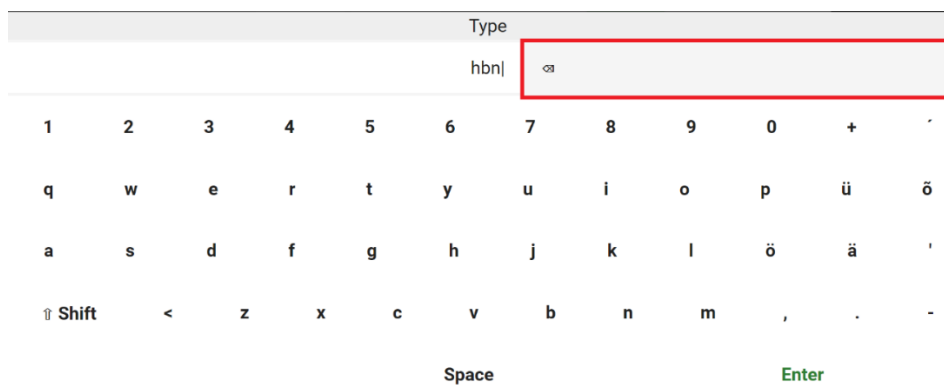 Type
hbn| ⌫
1 2 3 4 5 6 7 8 9 0 + ´
q w e r t y u i o p ü õ
a s d f g h j k l ö ä '
⇧ Shift < z x c v b n m , . -
Space Enter